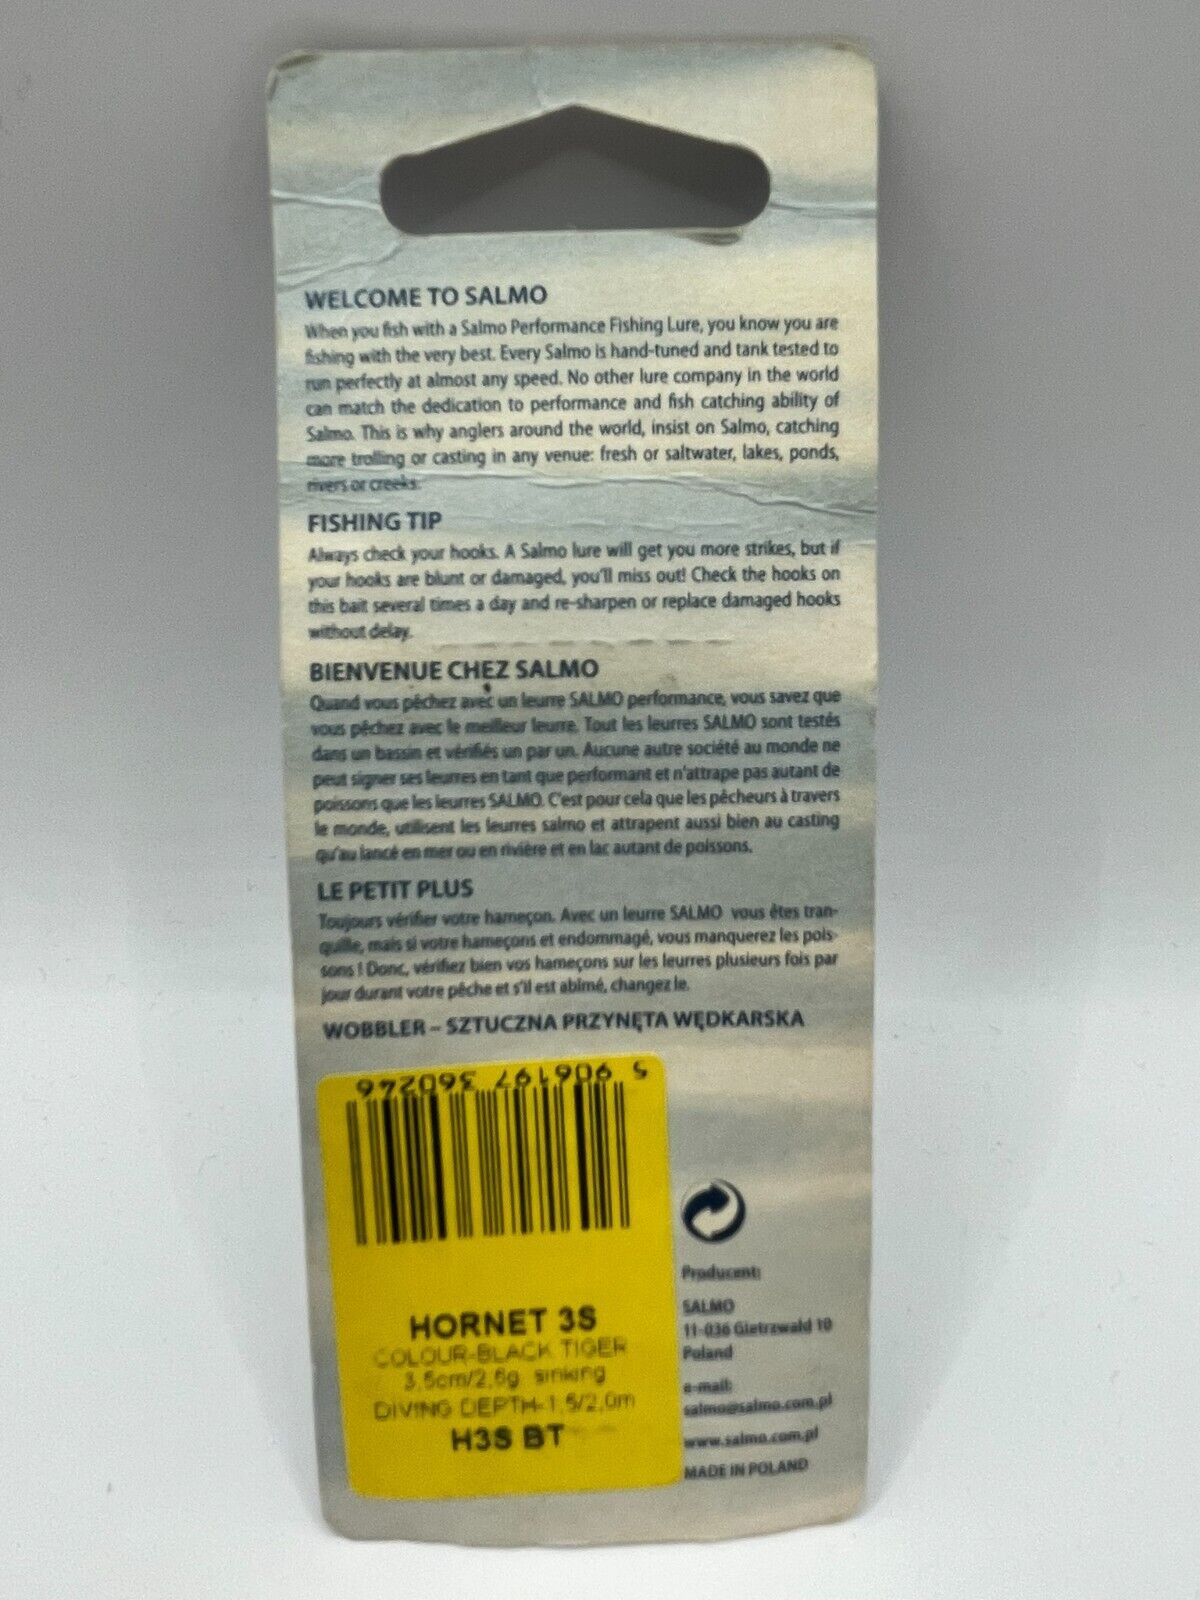 WELCOME TO SALMO
When you fish with a Salmo Performance Fishing Lure, you know you are
fishing with the very best. Every Salmo is hand-tuned and tank tested to
run perfectly at almost any speed. No other lure company in the world
can match the dedication to performance and fish catching ability of
Salmo. This is why anglers around the world, insist on Salmo, catching
more trolling or casting in any venue: fresh or saltwater, lakes, ponds,
rivers or creeks.
FISHING TIP
Always check your hooks. A Salmo lure will get you more strikes, but if
your hooks are blunt or damaged, you'll miss out! Check the hooks on
this bait several times a day and re-sharpen or replace damaged hooks
without delay.
BIENVENUE CHEZ SALMO
Quand vous pêchez avec un leurre SALMO performance, vous savez que
vous pêchez avec le meilleur leurre. Tout les leurres SALMO sont testés
dans un bassin et vérifiés un par un. Aucune autre société au monde ne
peut signer ses leurres en tant que performant et n'attrape pas autant de
poissons que les leurres SALMO. C'est pour cela que les pêcheurs à travers
le monde, utilisent les leurres salmo et attrapent aussi bien au casting
qu'au lancé en mer ou en rivière et en lac autant de poissons.
LE PETIT PLUS
Toujours vérifier votre hameçon. Avec un leurre SALMO vous êtes tran-
quille, mais si votre hameçons et endommagé, vous manquerez les pois-
sons ! Donc, vérifiez bien vos hameçons sur les leurres plusieurs fois par
jour durant votre pêche et s'il est abîmé, changez le.
WOBBLER – SZTUCZNA PRZYNĘTA WĘDKARSKA
5 906197 360246
HORNET 3S
COLOUR-BLACK TIGER
3,5cm/2,6g sinking
DIVING DEPTH-1,5/2,0m
H3S BT
Producent:
SALMO
11-036 Gietrzwald 10
Poland
e-mail:
salmo@salmo.com.pl
www.salmo.com.pl
MADE IN POLAND